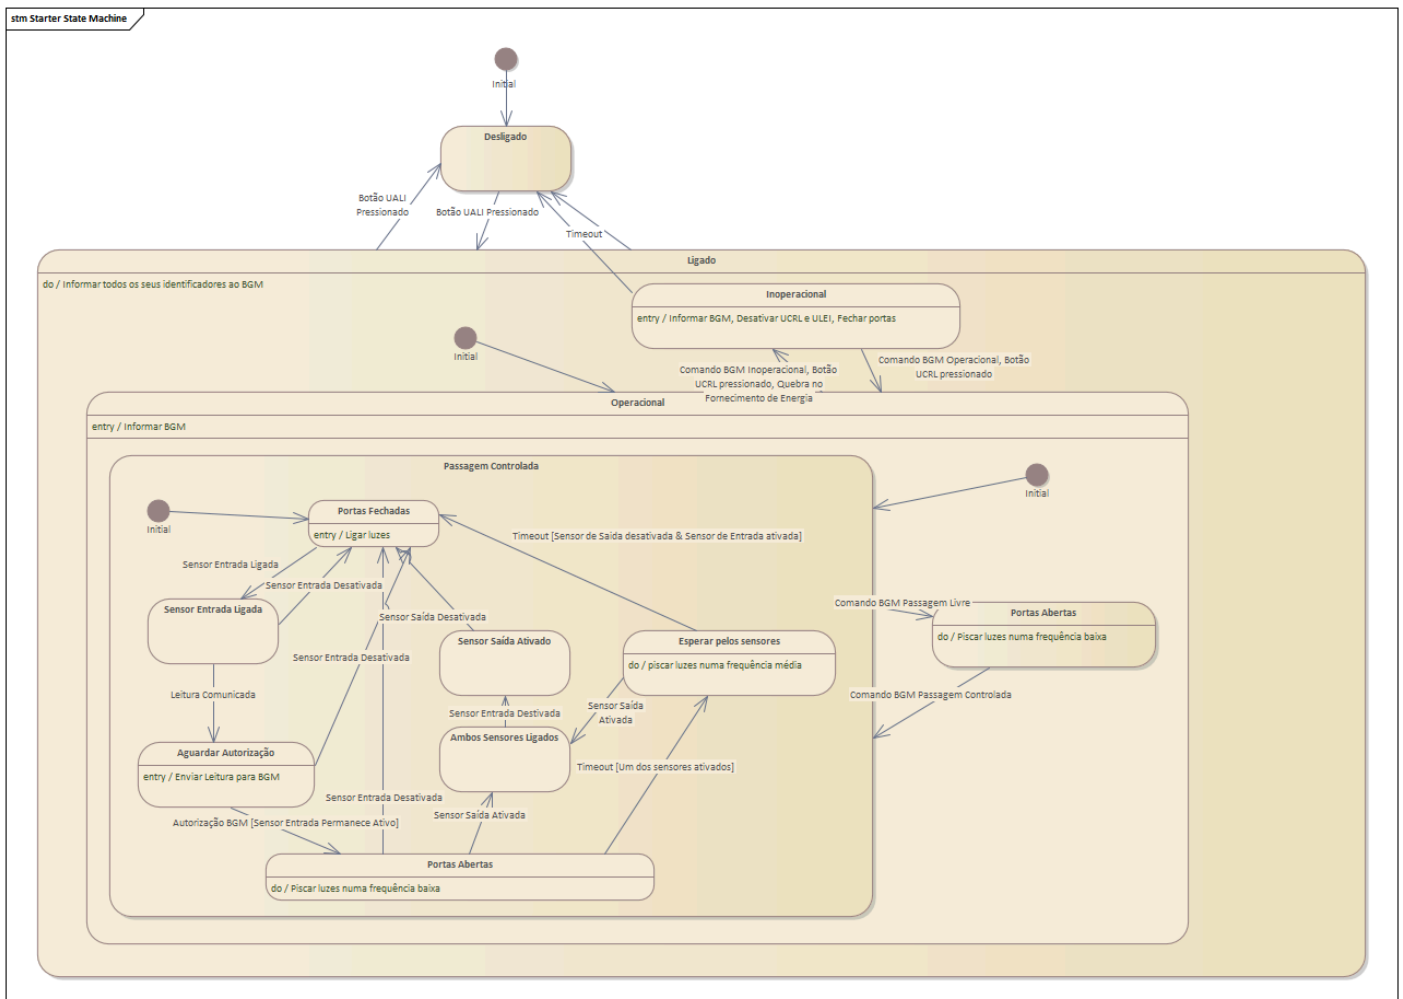 stm Starter State Machine
Initial
Desligado
Botão UALI
Pressionado
Botão UALI Pressionado
Timeout
Ligado
do / Informar todos os seus identificadores ao BGM
Inoperacional
entry / Informar BGM, Desativar UCRL e ULEI, Fechar portas
Initial
Comando BGM Inoperacional, Botão
UCRL pressionado, Quebra no
Fornecimento de Energia
Comando BGM Operacional, Botão
UCRL pressionado
Operacional
entry / Informar BGM
Passagem Controlada
Initial
Initial
Portas Fechadas
entry / Ligar luzes
Timeout [Sensor de Saida desativada & Sensor de Entrada ativada]
Sensor Entrada Ligada
Sensor Entrada Desativada
Sensor Entrada Ligada
Sensor Saída Desativada
Comando BGM Passagem Livre
Portas Abertas
do / Piscar luzes numa frequência baixa
Sensor Saída Ativado
Esperar pelos sensores
do / piscar luzes numa frequência média
Sensor Entrada Desativada
Leitura Comunicada
Comando BGM Passagem Controlada
Sensor Entrada Destivada
Sensor Saída
Ativada
Ambos Sensores Ligados
Aguardar Autorização
entry / Enviar Leitura para BGM
Timeout [Um dos sensores ativados]
Sensor Entrada Desativada
Sensor Saída Ativada
Autorização BGM [Sensor Entrada Permanece Ativo]
Portas Abertas
do / Piscar luzes numa frequência baixa